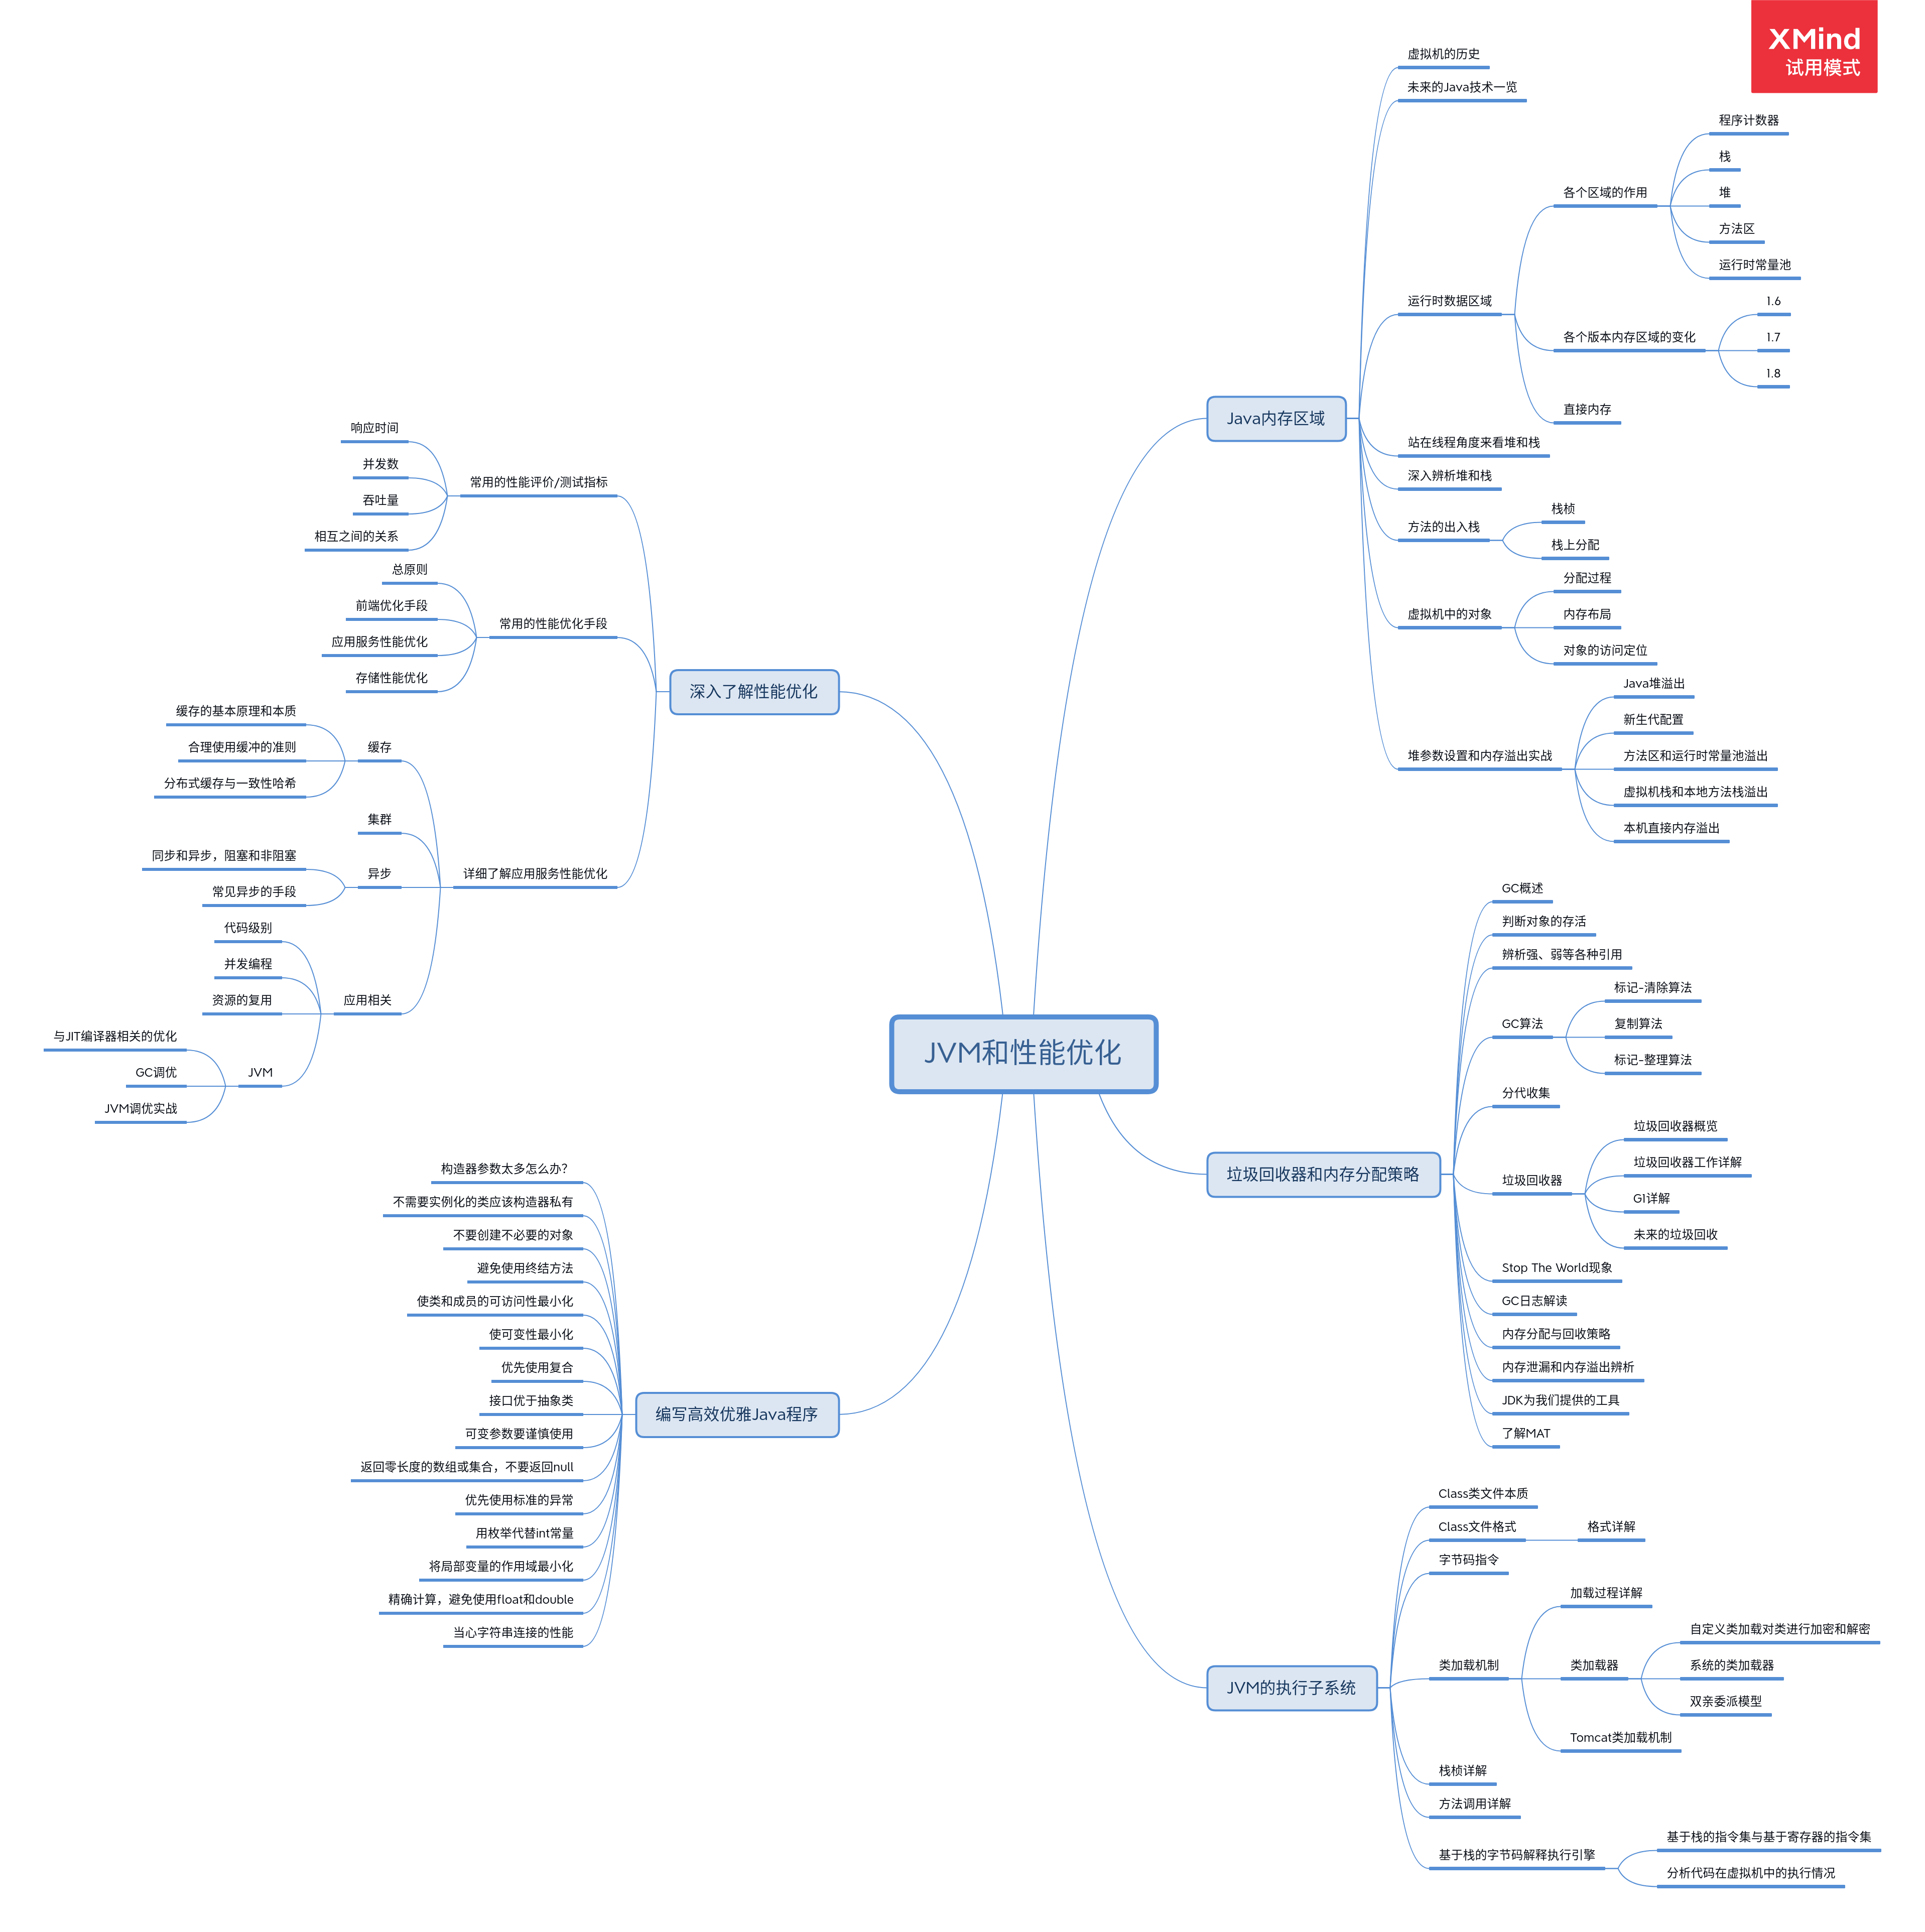 XMind
试用模式
JVM和性能优化
Java内存区域
虚拟机的历史
未来的Java技术一览
运行时数据区域
各个区域的作用
程序计数器
栈
堆
方法区
运行时常量池
各个版本内存区域的变化
1.6
1.7
1.8
直接内存
站在线程角度来看堆和栈
深入辨析堆和栈
方法的出入栈
栈桢
栈上分配
虚拟机中的对象
分配过程
内存布局
对象的访问定位
堆参数设置和内存溢出实战
Java堆溢出
新生代配置
方法区和运行时常量池溢出
虚拟机栈和本地方法栈溢出
本机直接内存溢出
垃圾回收器和内存分配策略
GC概述
判断对象的存活
辨析强、弱等各种引用
GC算法
标记-清除算法
复制算法
标记-整理算法
分代收集
垃圾回收器
垃圾回收器概览
垃圾回收器工作详解
G1详解
未来的垃圾回收
Stop The World现象
GC日志解读
内存分配与回收策略
内存泄漏和内存溢出辨析
JDK为我们提供的工具
了解MAT
JVM的执行子系统
Class类文件本质
Class文件格式
格式详解
字节码指令
类加载机制
加载过程详解
类加载器
自定义类加载对类进行加密和解密
系统的类加载器
双亲委派模型
Tomcat类加载机制
栈桢详解
方法调用详解
基于栈的字节码解释执行引擎
基于栈的指令集与基于寄存器的指令集
分析代码在虚拟机中的执行情况
编写高效优雅Java程序
构造器参数太多怎么办?
不需要实例化的类应该构造器私有
不要创建不必要的对象
避免使用终结方法
使类和成员的可访问性最小化
使可变性最小化
优先使用复合
接口优于抽象类
可变参数要谨慎使用
返回零长度的数组或集合，不要返回null
优先使用标准的异常
用枚举代替int常量
将局部变量的作用域最小化
精确计算，避免使用float和double
当心字符串连接的性能
深入了解性能优化
常用的性能评价/测试指标
响应时间
并发数
吞吐量
相互之间的关系
常用的性能优化手段
总原则
前端优化手段
应用服务性能优化
存储性能优化
详细了解应用服务性能优化
缓存
缓存的基本原理和本质
合理使用缓冲的准则
分布式缓存与一致性哈希
集群
异步
同步和异步，阻塞和非阻塞
常见异步的手段
应用相关
代码级别
并发编程
资源的复用
JVM
与JIT编译器相关的优化
GC调优
JVM调优实战